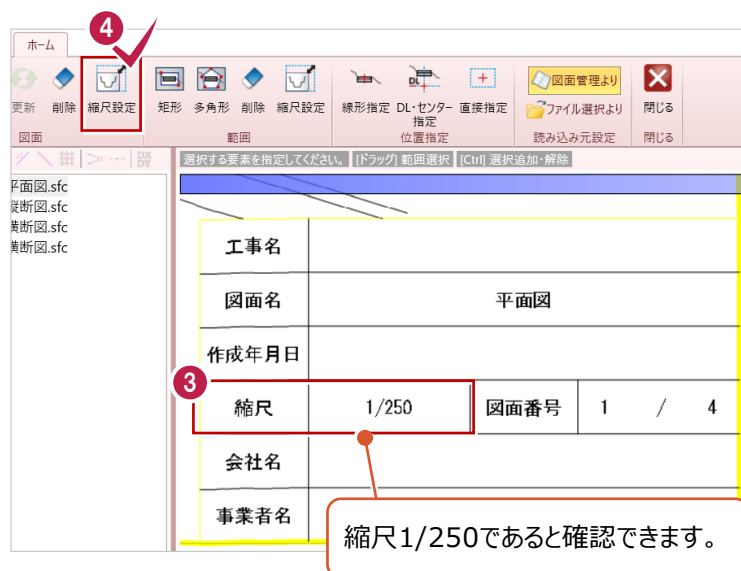 4
ホーム
更新 削除 縮尺設定 矩形 多角形 削除 縮尺設定 線形指定 DL・センター指定 直接指定 図面管理より ファイル選択より 閉じる
図面 範囲 位置指定 読み込み元設定 閉じる
選択する要素を指定してください。 [ドラッグ] 範囲選択 [Ctrl] 選択追加・解除
平面図.sfc
縦断図.sfc
横断図.sfc
横断図.sfc
工事名
図面名 平面図
作成年月日
3
縮尺 1/250 図面番号 1 / 4
会社名
事業者名
縮尺1/250であると確認できます。